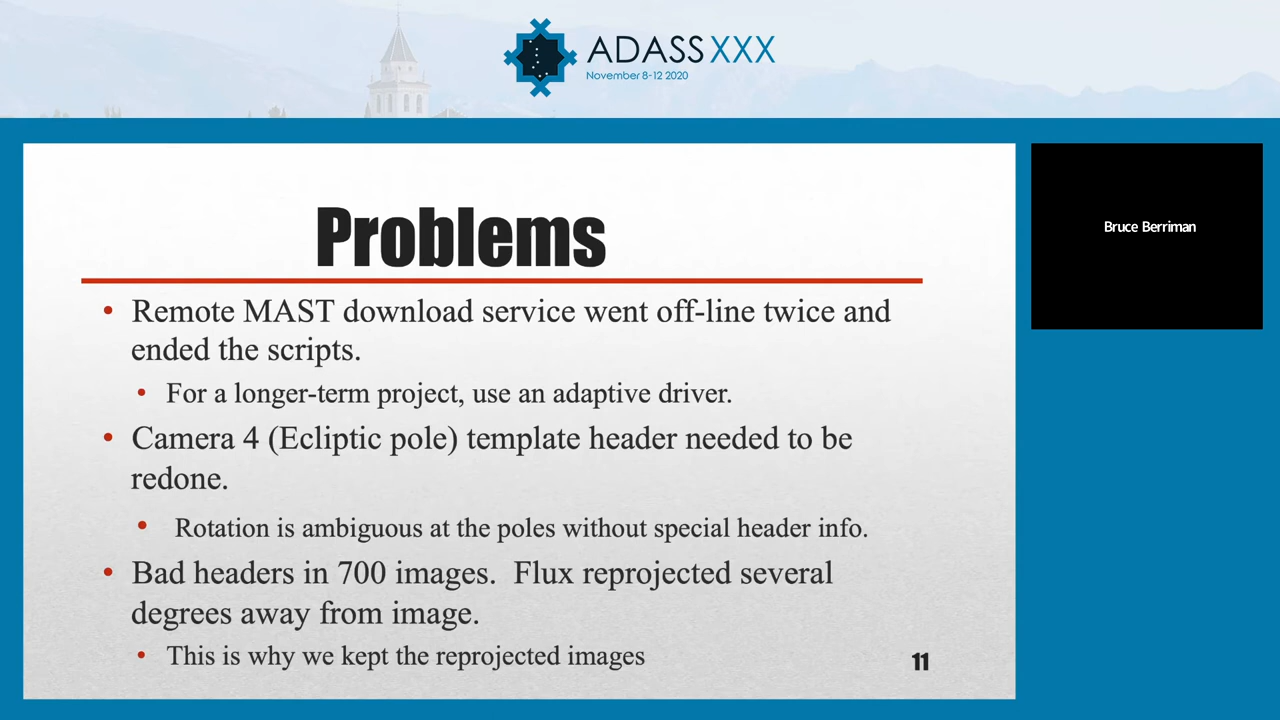 ADASS XXX
November 8-12 2020
Bruce Berriman
Problems
• Remote MAST download service went off-line twice and
ended the scripts.
• For a longer-term project, use an adaptive driver.
• Camera 4 (Ecliptic pole) template header needed to be
redone.
• Rotation is ambiguous at the poles without special header info.
• Bad headers in 700 images. Flux reprojected several
degrees away from image.
• This is why we kept the reprojected images
11